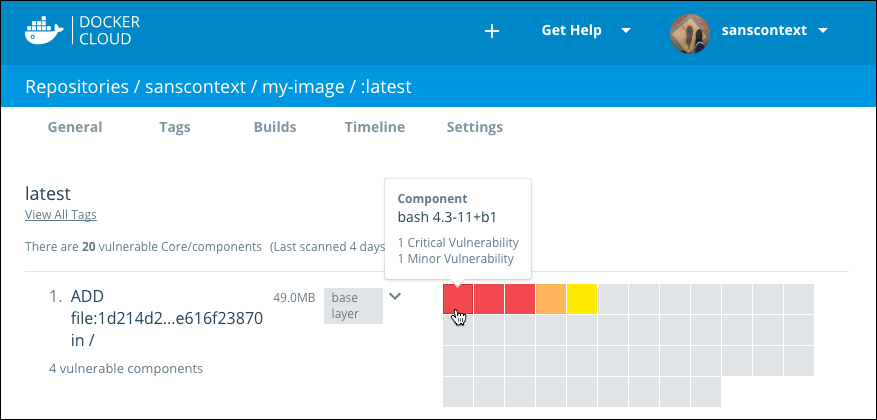 DOCKER
CLOUD
+
Get Help
sanscontext
Repositories / sanscontext / my-image / :latest
General
Tags
Builds
Timeline
Settings
latest
View All Tags
There are 20 vulnerable Core/components (Last scanned 4 days
Component
bash 4.3-11+b1
1 Critical Vulnerability
1 Minor Vulnerability
1. ADD
file:1d214d2...e616f23870
in /
49.0MB
base
layer
4 vulnerable components